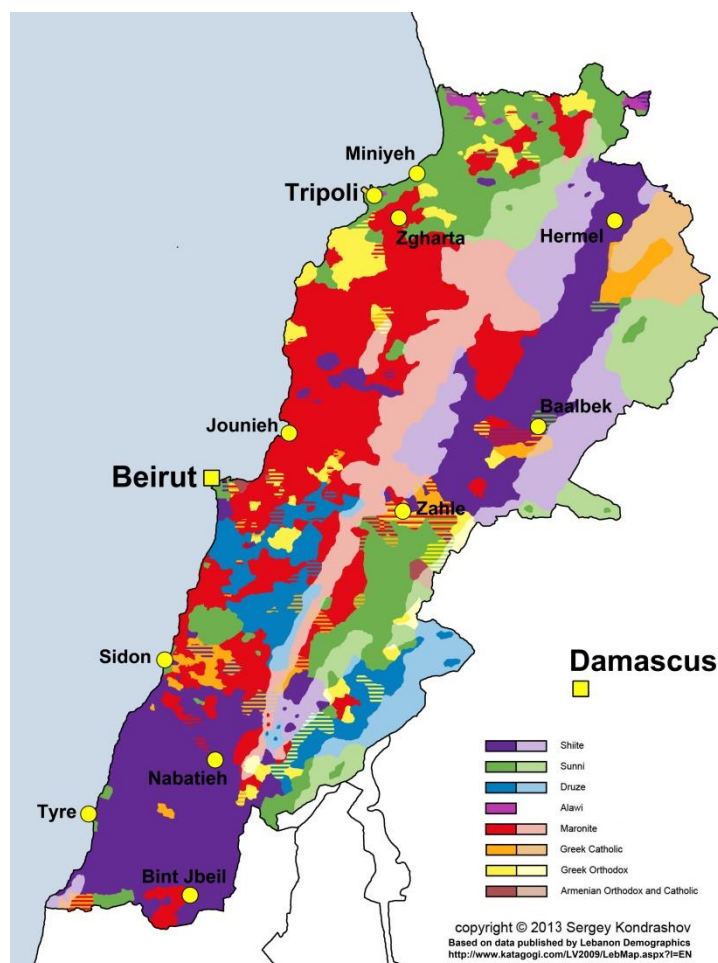 Miniyeh
Tripoli
Zgharta
Hermel
Baalbek
Jounieh
Beirut
Zahle
Sidon
Damascus
Nabatieh
Tyre
Bint Jbeil
Shiite
Sunni
Druze
Alawi
Maronite
Greek Catholic
Greek Orthodox
Armenian Orthodox and Catholic
copyright © 2013 Sergey Kondrashov
Based on data published by Lebanon Demographics
http://www.katagogi.com/LV2009/LebMap.aspx?l=EN